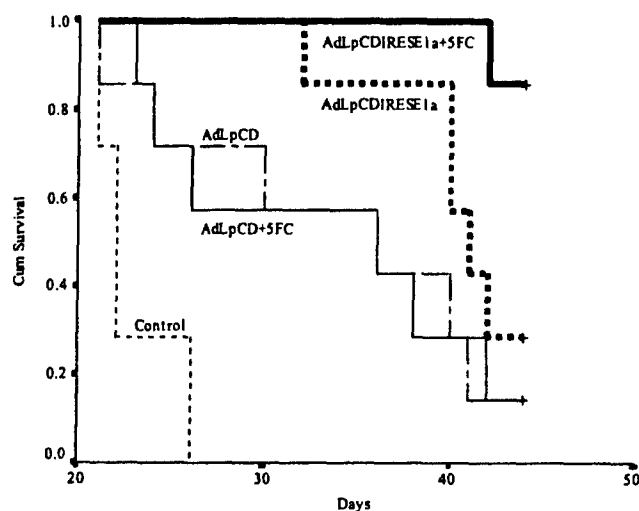 1.0
0.8
0.6
0.4
0.2
0.0
Cum Survival
AdLpCDIRESE1a+5FC
AdLpCDIRESE1a
AdLpCD
AdLpCD+5FC
Control
20
30
40
50
Days